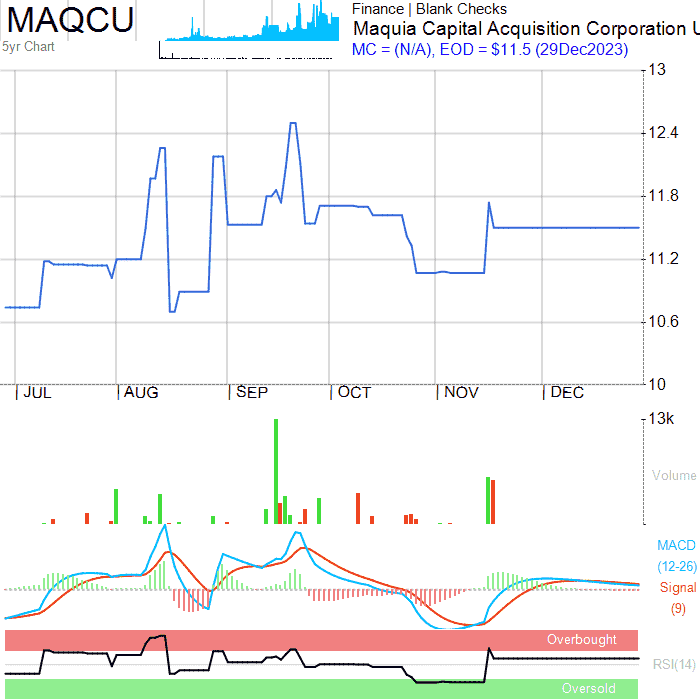 MAQCU
5yr Chart
Finance | Blank Checks
Maquia Capital Acquisition Corporation U
MC = (N/A), EOD = $11.5 (29Dec2023)
13
12.4
11.8
11.2
10.6
10
JUL
AUG
SEP
OCT
NOV
DEC
13k
Volume
MACD
(12-26)
Signal
(9)
Overbought
RSI(14)
Oversold